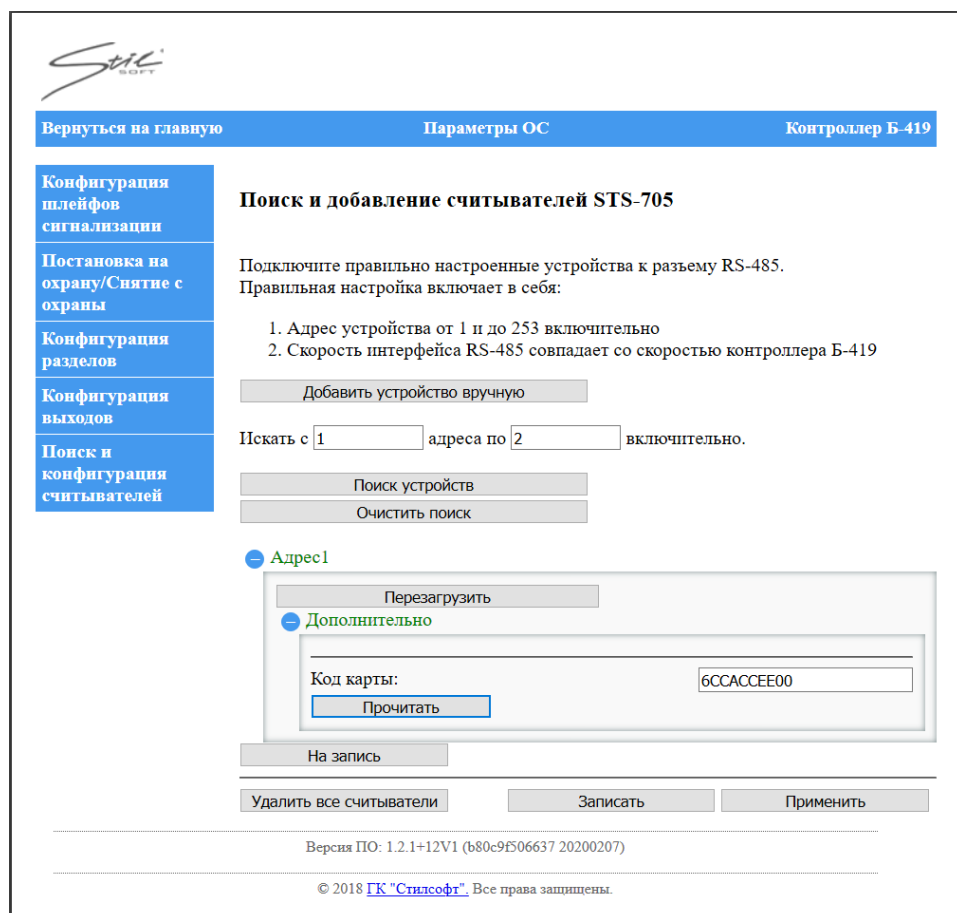 Stil
SOFT
Вернуться на главную Параметры ОС Контроллер Б-419
Конфигурация
шлейфов
сигнализации
Постановка на
охрану/Снятие с
охраны
Конфигурация
разделов
Конфигурация
выходов
Поиск и
конфигурация
считывателей
Поиск и добавление считывателей STS-705
Подключите правильно настроенные устройства к разъему RS-485.
Правильная настройка включает в себя:
1. Адрес устройства от 1 и до 253 включительно
2. Скорость интерфейса RS-485 совпадает со скоростью контроллера Б-419
Добавить устройство вручную
Искать с 1 адреса по 2 включительно.
Поиск устройств
Очистить поиск
Адрес1
Перезагрузить
Дополнительно
Код карты: 6CCACCEE00
Прочитать
На запись
Удалить все считыватели Записать Применить
Версия ПО: 1.2.1+12V1 (b80c9f506637 20200207)
© 2018 ГК "Стилсофт". Все права защищены.